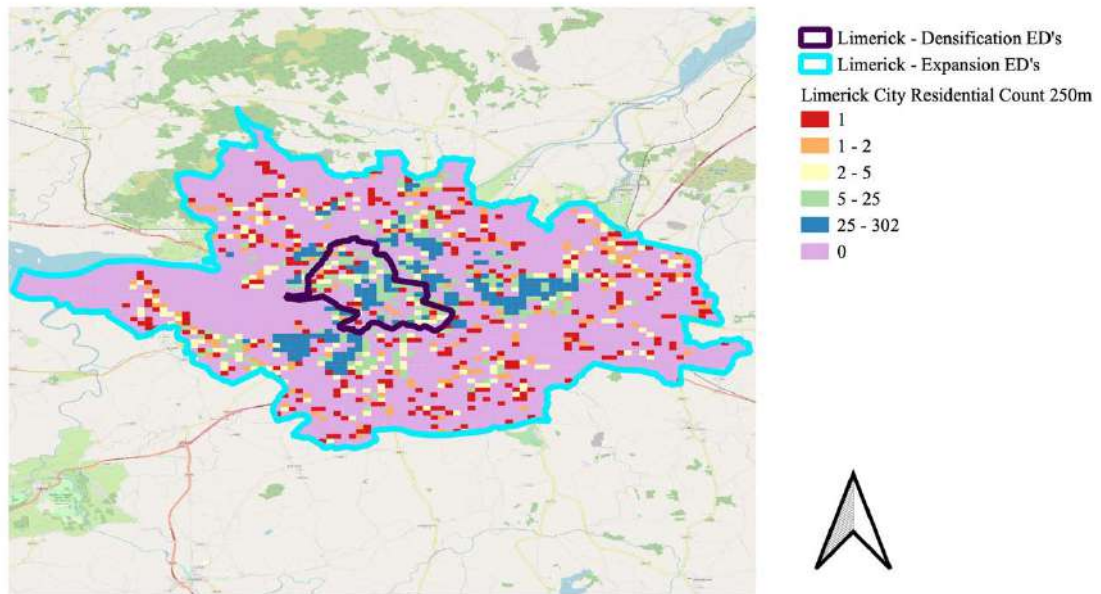 Limerick - Densification ED's
Limerick - Expansion ED's
Limerick City Residential Count 250m
1
1 - 2
2 - 5
5 - 25
25 - 302
0